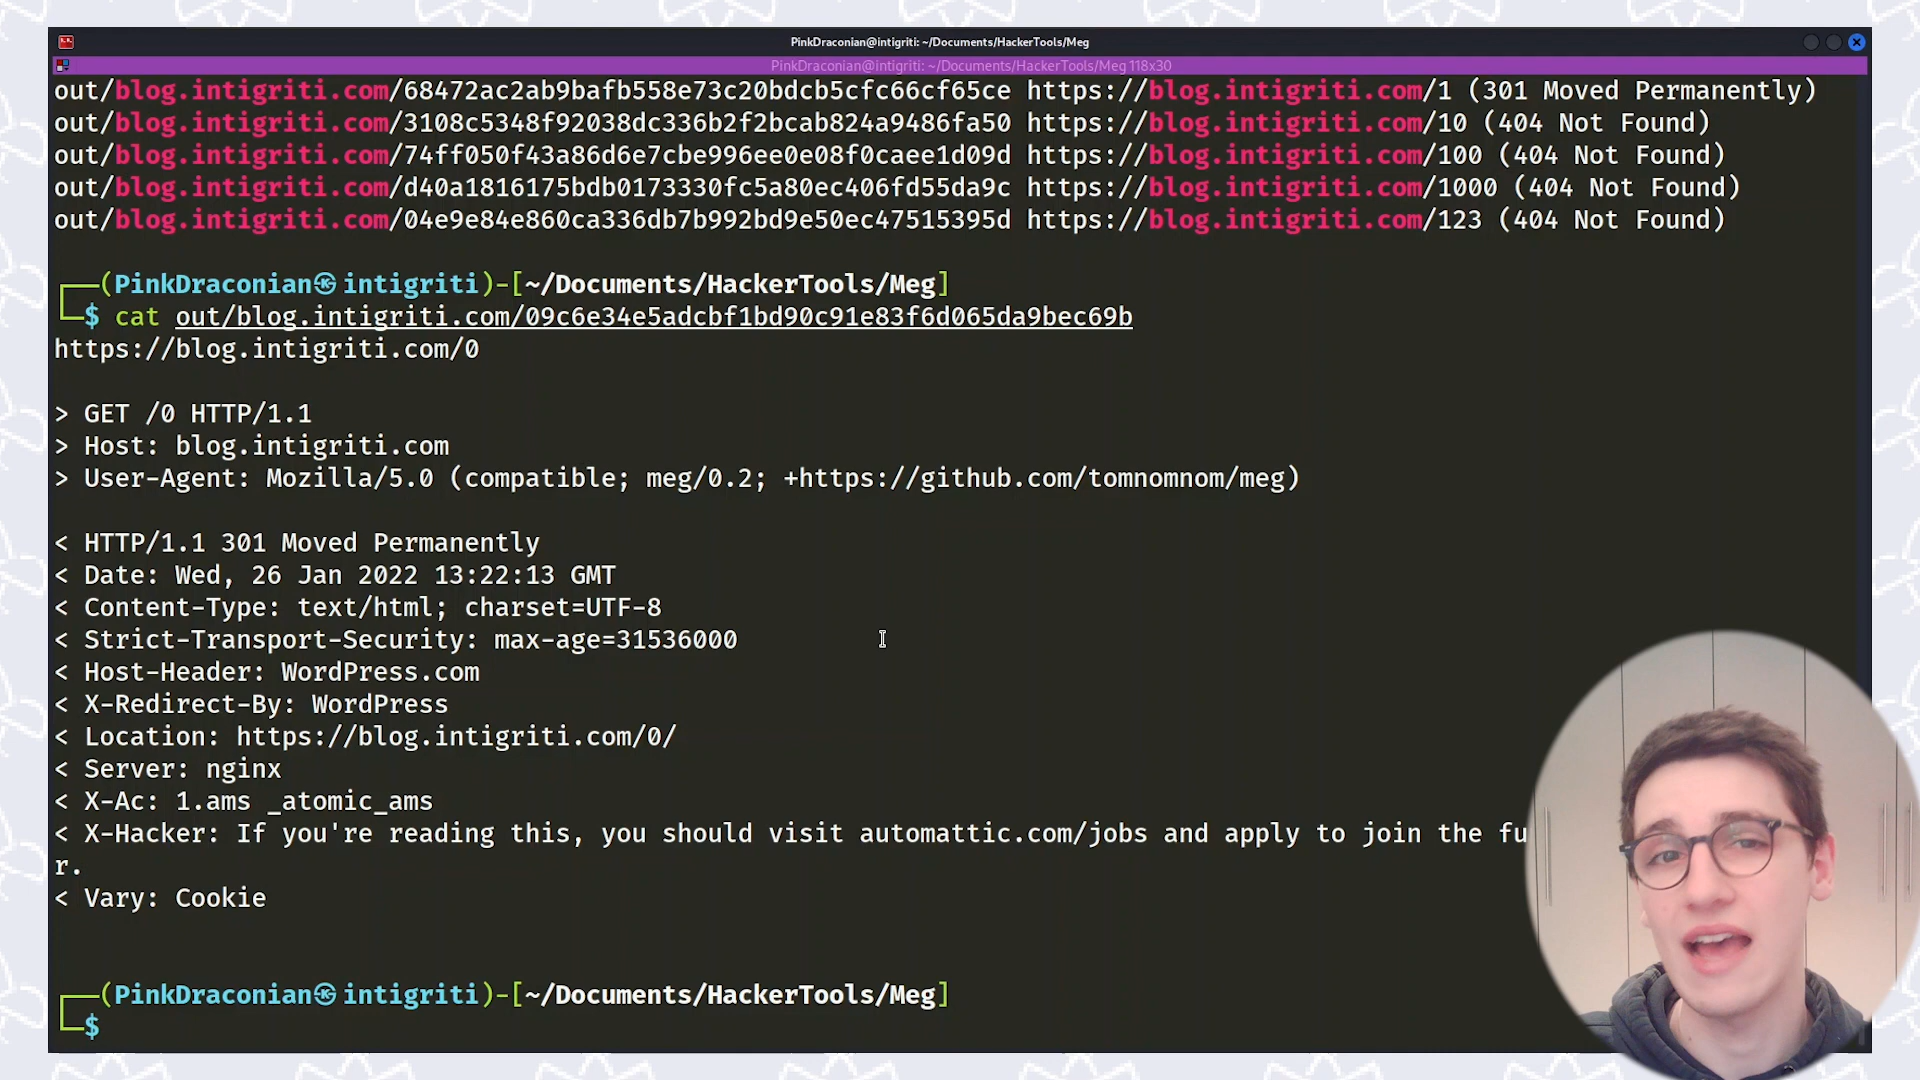 PinkDraconian@intigriti: ~/Documents/HackerTools/Meg
PinkDraconian@intigriti: ~/Documents/HackerTools/Meg 118x30
out/blog.intigriti.com/68472ac2ab9bafb558e73c20bdcb5cfc66cf65ce https://blog.intigriti.com/1 (301 Moved Permanently)
out/blog.intigriti.com/3108c5348f92038dc336b2f2bcab824a9486fa50 https://blog.intigriti.com/10 (404 Not Found)
out/blog.intigriti.com/74ff050f43a86d6e7cbe996ee0e08f0caee1d09d https://blog.intigriti.com/100 (404 Not Found)
out/blog.intigriti.com/d40a1816175bdb0173330fc5a80ec406fd55da9c https://blog.intigriti.com/1000 (404 Not Found)
out/blog.intigriti.com/04e9e84e860ca336db7b992bd9e50ec47515395d https://blog.intigriti.com/123 (404 Not Found)
┌──(PinkDraconian㉿intigriti)-[~/Documents/HackerTools/Meg]
└─$ cat out/blog.intigriti.com/09c6e34e5adcbf1bd90c91e83f6d065da9bec69b
https://blog.intigriti.com/0
> GET /0 HTTP/1.1
> Host: blog.intigriti.com
> User-Agent: Mozilla/5.0 (compatible; meg/0.2; +https://github.com/tomnomnom/meg)
< HTTP/1.1 301 Moved Permanently
< Date: Wed, 26 Jan 2022 13:22:13 GMT
< Content-Type: text/html; charset=UTF-8
< Strict-Transport-Security: max-age=31536000
< Host-Header: WordPress.com
< X-Redirect-By: WordPress
< Location: https://blog.intigriti.com/0/
< Server: nginx
< X-Ac: 1.ams _atomic_ams
< X-Hacker: If you're reading this, you should visit automattic.com/jobs and apply to join the fu
r.
< Vary: Cookie
┌──(PinkDraconian㉿intigriti)-[~/Documents/HackerTools/Meg]
└─$